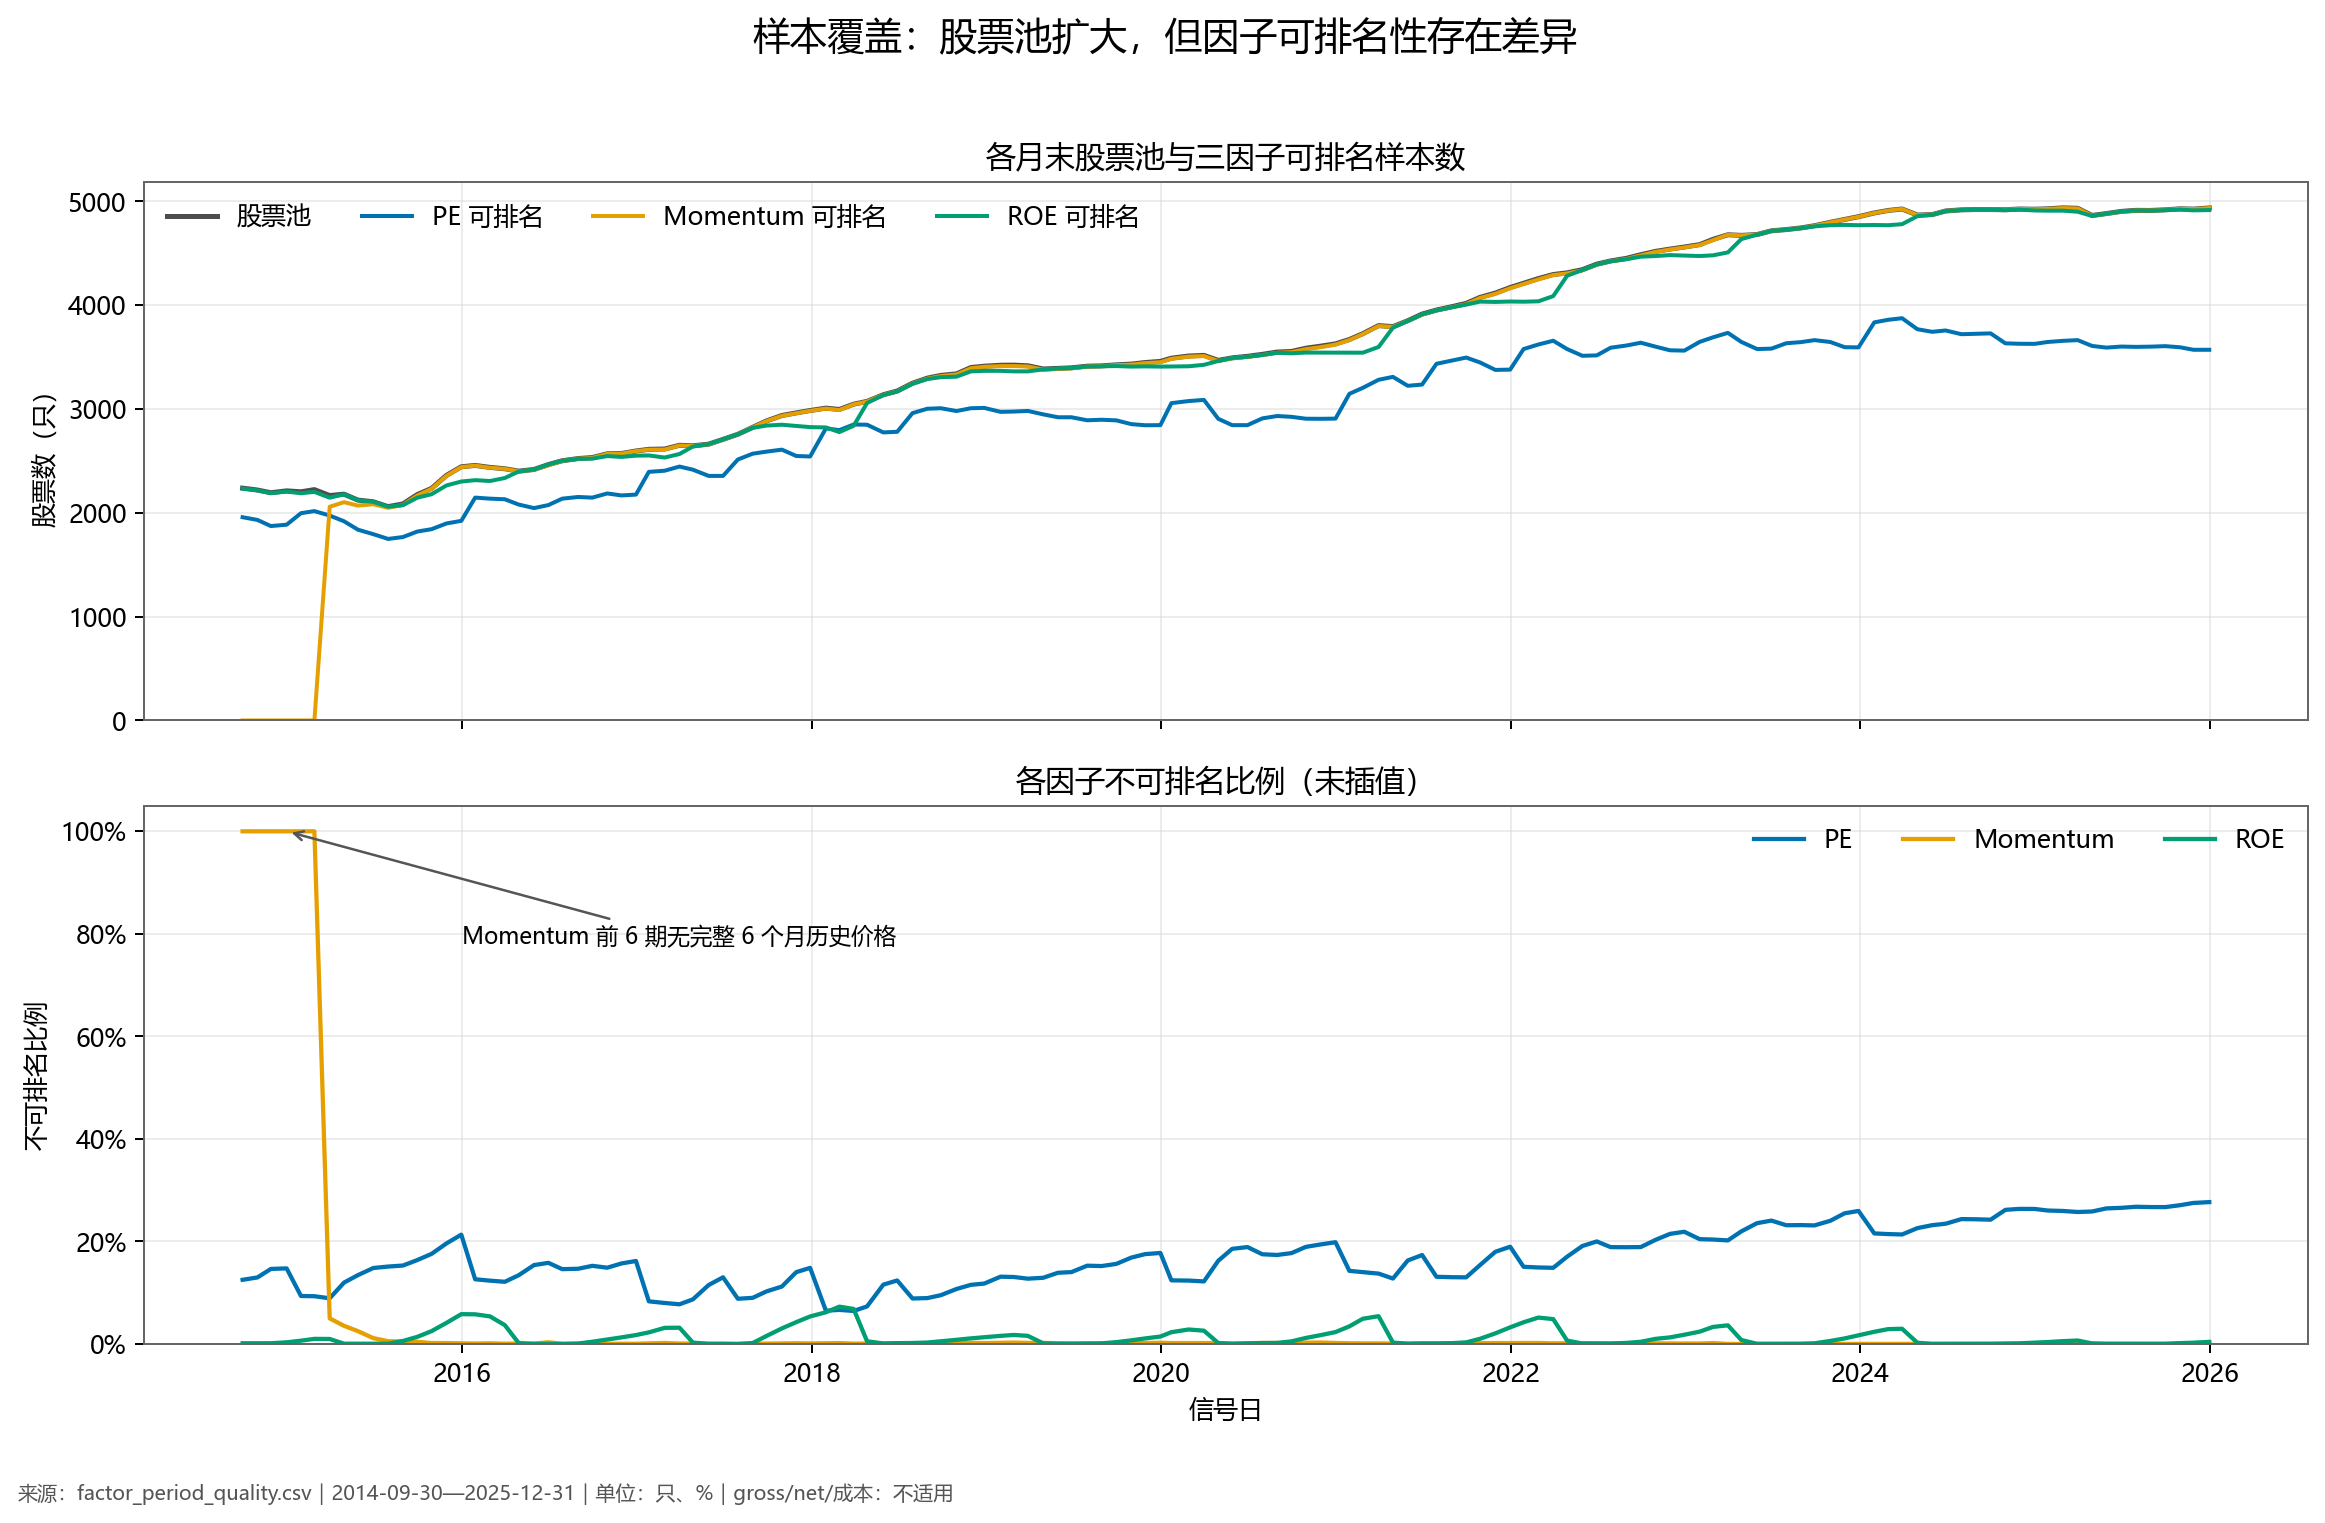 样本覆盖：股票池扩大，但因子可排名性存在差异
各月末股票池与三因子可排名样本数
股票池 PE 可排名 Momentum 可排名 ROE 可排名
股票数（只）
5000
4000
3000
2000
1000
0
各因子不可排名比例（未插值）
PE Momentum ROE
Momentum 前 6 期无完整 6 个月历史价格
不可排名比例
100%
80%
60%
40%
20%
0%
2016 2018 2020 2022 2024 2026
信号日
来源：factor_period_quality.csv | 2014-09-30—2025-12-31 | 单位：只、% | gross/net/成本：不适用